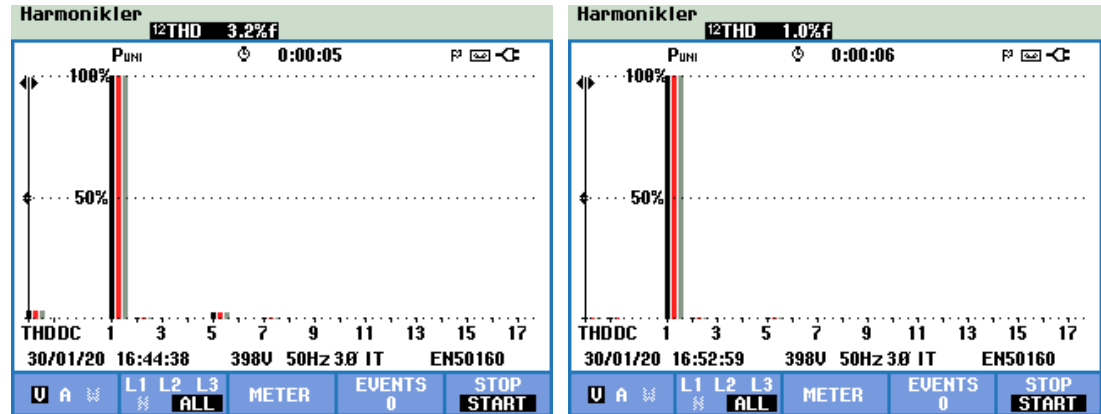 Harmonikler
12THD 3.2%f
PUNI 0:00:05
100%
50%
THDDC 1 3 5 7 9 11 13 15 17
30/01/20 16:44:38 398V 50Hz 3.0 IT EN50160
V A W L1 L2 L3 N ALL METER EVENTS 0 STOP START
Harmonikler
12THD 1.0%f
PUNI 0:00:06
100%
50%
THDDC 1 3 5 7 9 11 13 15 17
30/01/20 16:52:59 398V 50Hz 3.0 IT EN50160
V A W L1 L2 L3 N ALL METER EVENTS 0 STOP START